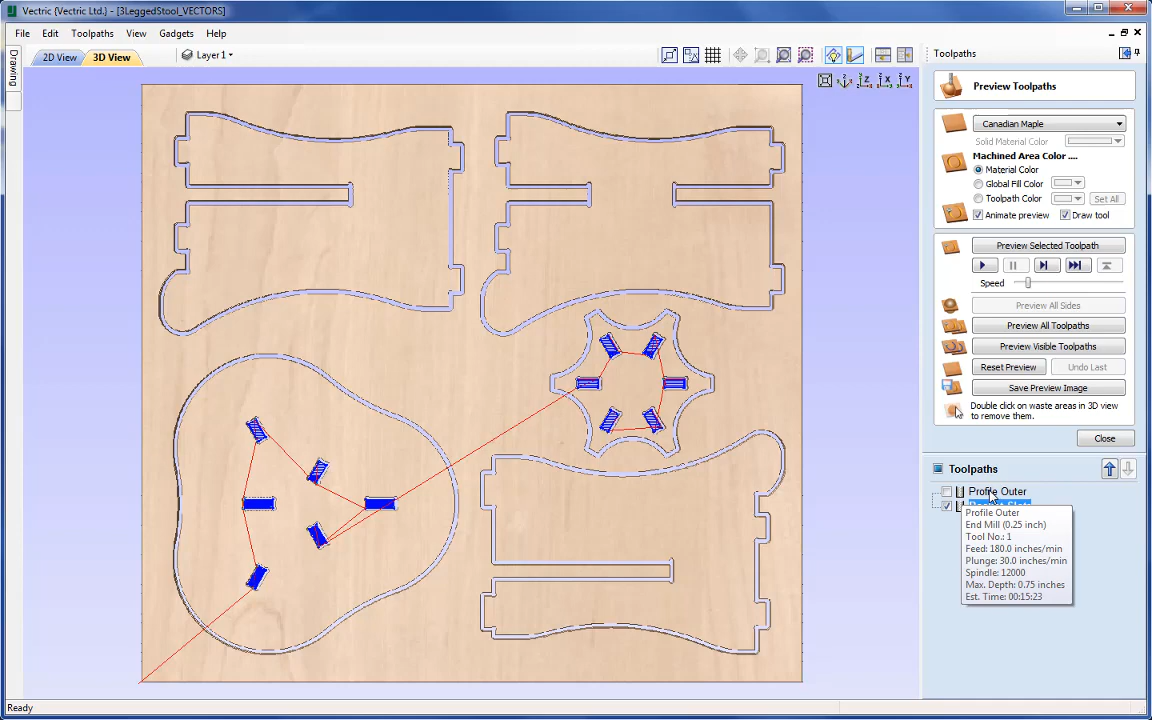 Vectric {Vectric Ltd.} - [3LeggedStool_VECTORS]
File Edit Toolpaths View Gadgets Help
2D View 3D View Layer 1
Drawing
Toolpaths
Preview Toolpaths
Canadian Maple
Solid Material Color
Machined Area Color ....
Material Color
Global Fill Color
Toolpath Color Set All
Animate preview Draw tool
Preview Selected Toolpath
Speed
Preview All Sides
Preview All Toolpaths
Preview Visible Toolpaths
Reset Preview Undo Last
Save Preview Image
Double click on waste areas in 3D view
to remove them.
Close
Toolpaths
Profile Outer
Profile Outer
End Mill (0.25 inch)
Tool No.: 1
Feed: 180.0 inches/min
Plunge: 30.0 inches/min
Spindle: 12000
Max. Depth: 0.75 inches
Est. Time: 00:15:23
Ready